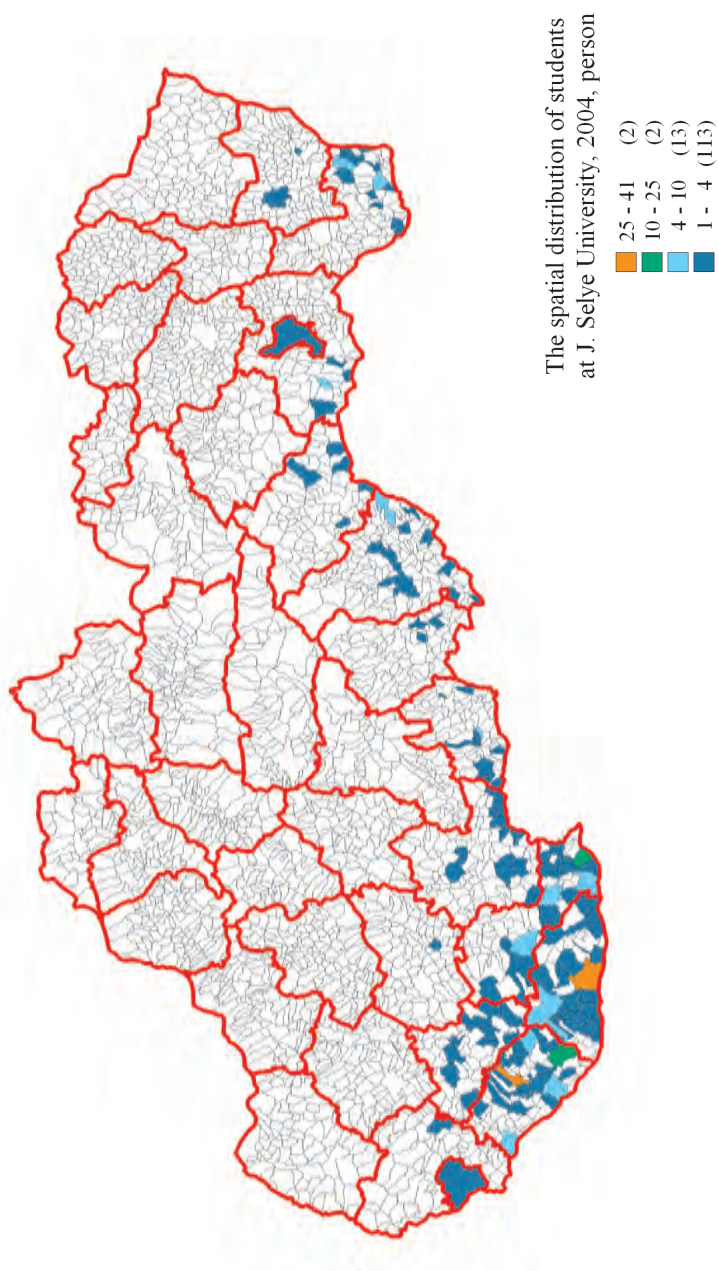 The spatial distribution of students
at J. Selye University, 2004, person
25 - 41 (2)
10 - 25 (2)
4 - 10 (13)
1 - 4 (113)